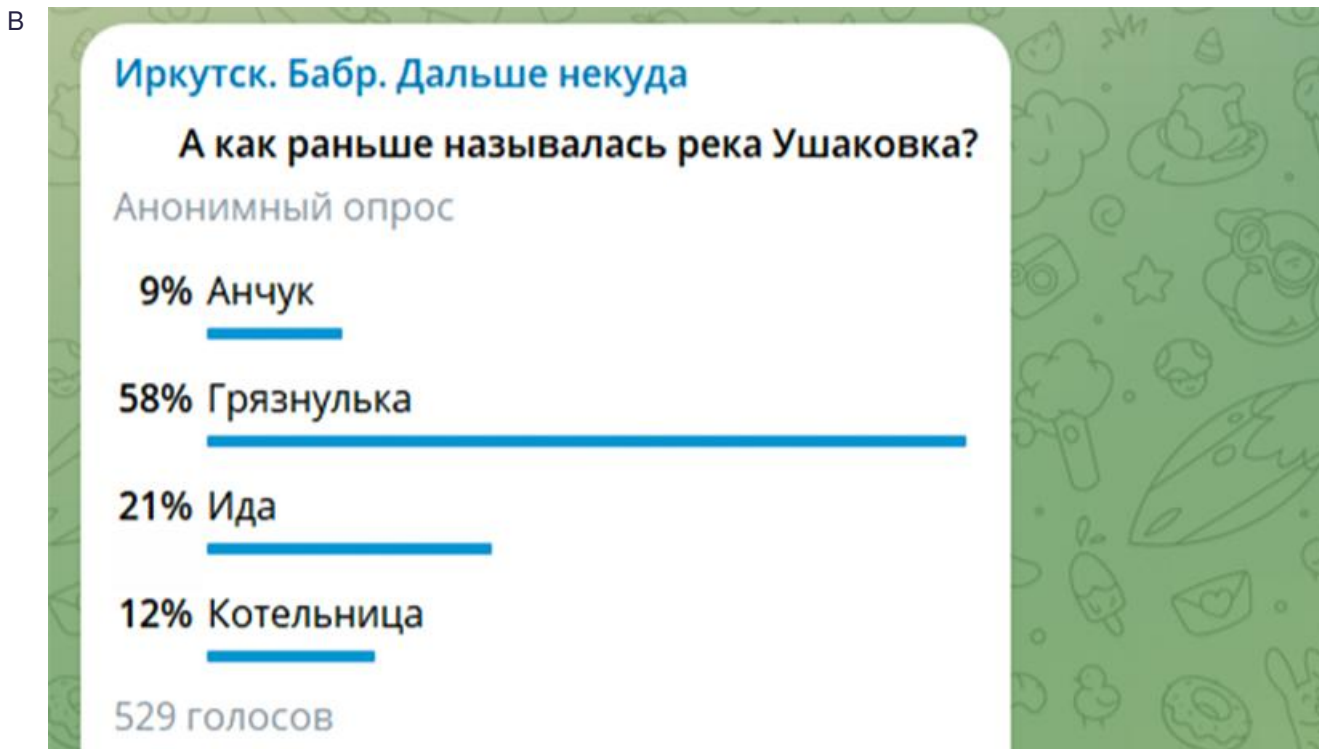 В
Иркутск. Бабр. Дальше некуда
А как раньше называлась река Ушаковка?
Анонимный опрос
9% Анчук
58% Грязнулька
21% Ида
12% Котельница
529 голосов